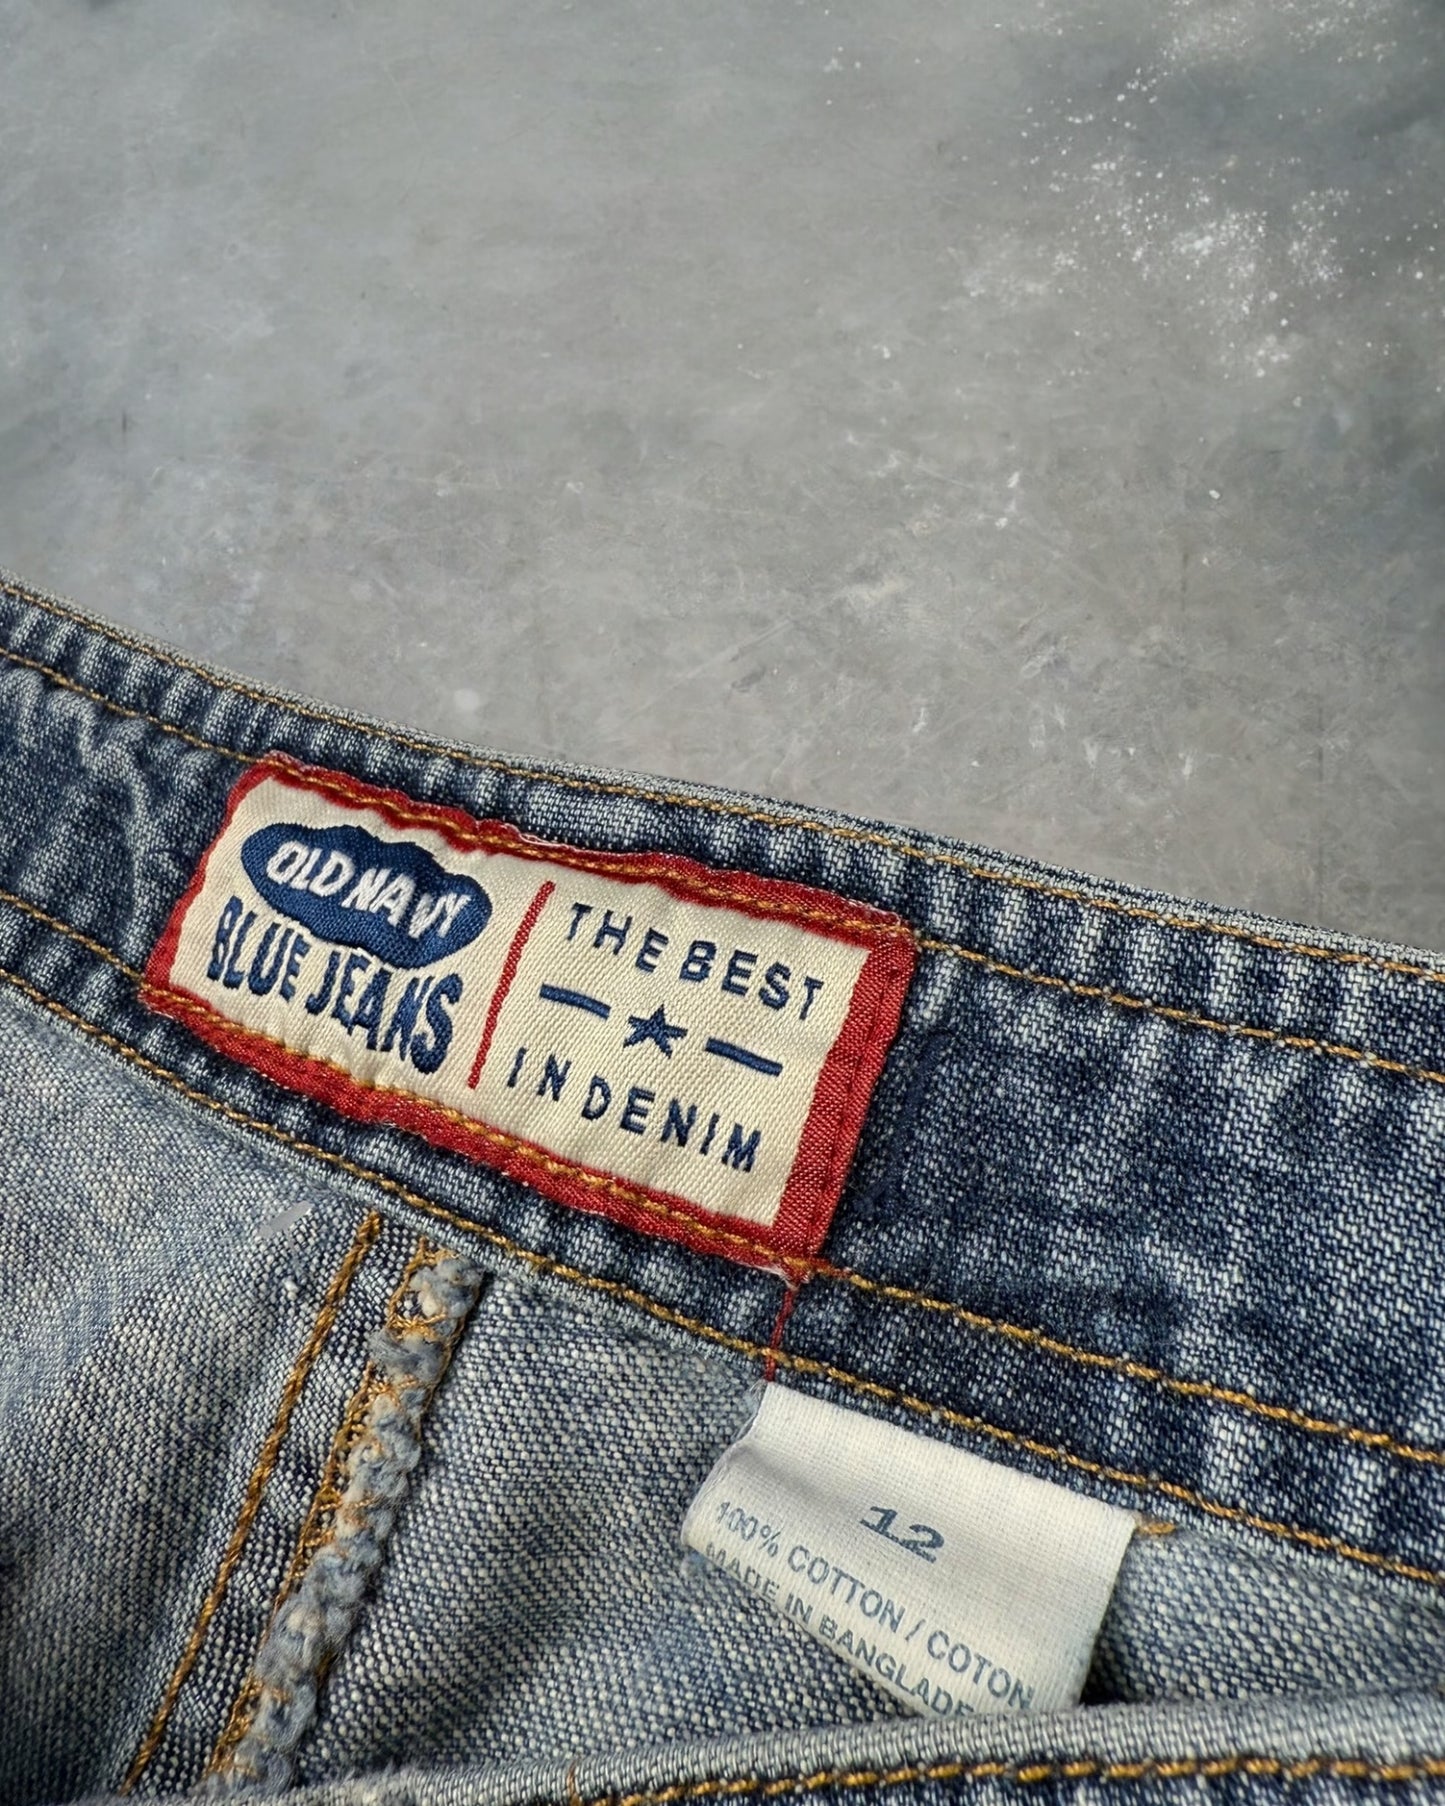 OLD NAVY
BLUE JEANS
THE BEST
IN DENIM
12
100% COTTON / COTON
MADE IN BANGLADE